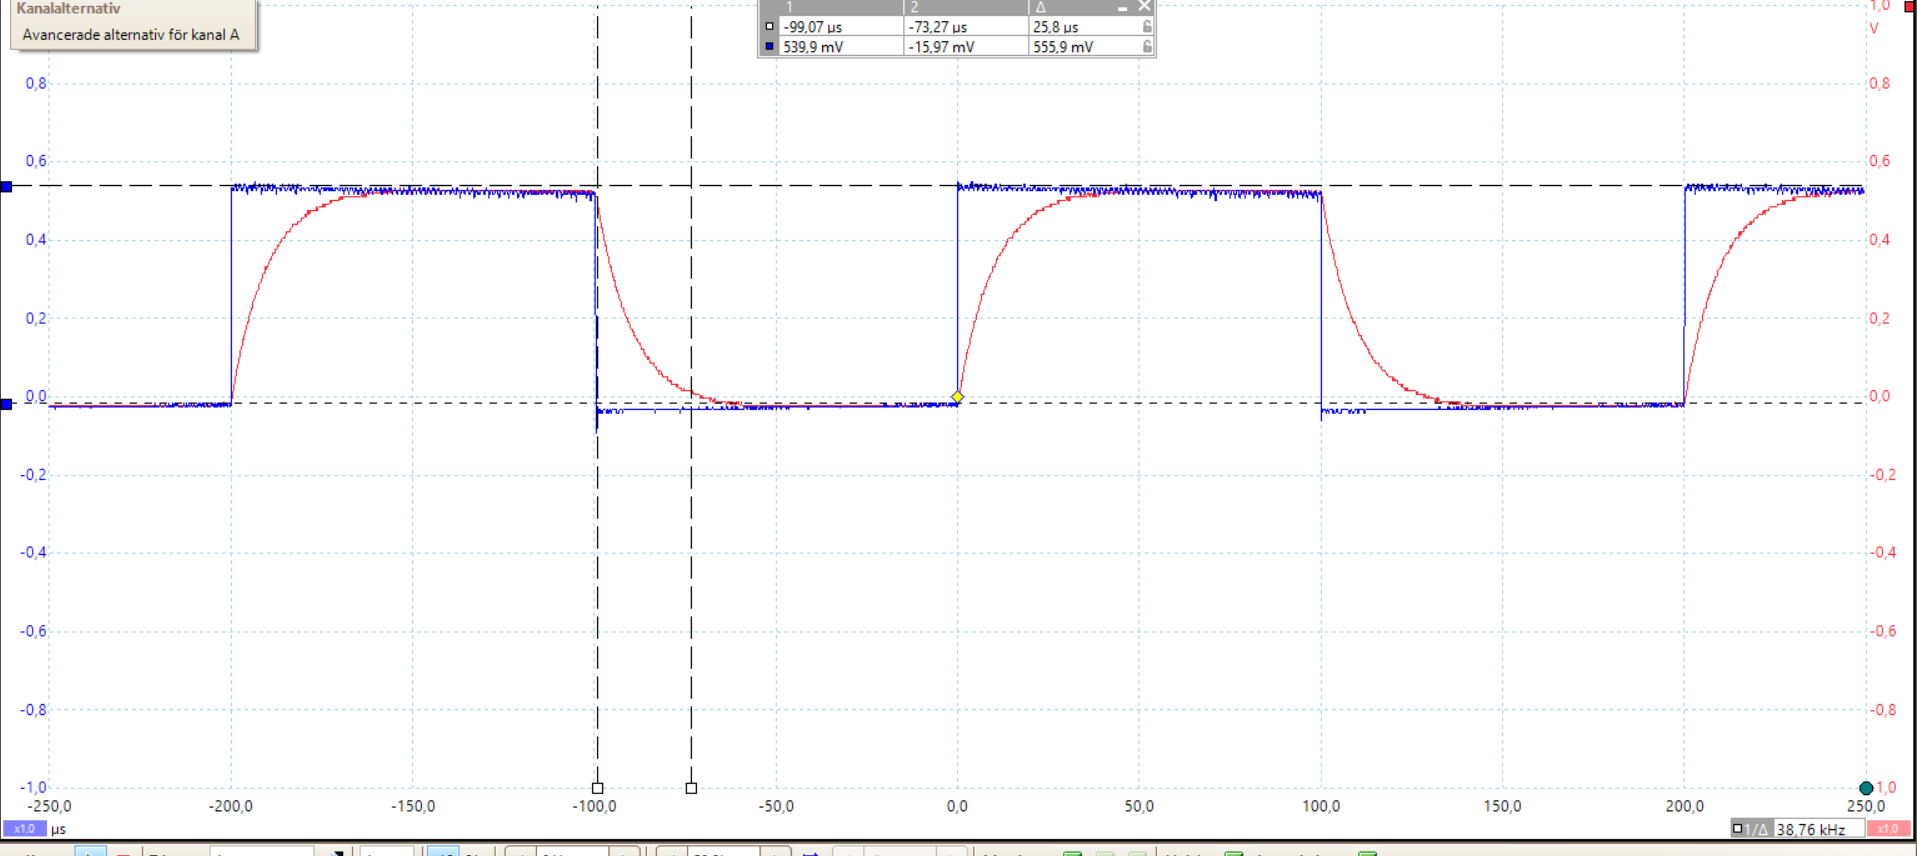 Kanalalternativ
Avancerade alternativ för kanal A
1 2 Δ
-99,07 µs -73,27 µs 25,8 µs
539,9 mV -15,97 mV 555,9 mV
1,0
V
0,8 0,8
0,6 0,6
0,4 0,4
0,2 0,2
0,0 0,0
-0,2 -0,2
-0,4 -0,4
-0,6 -0,6
-0,8 -0,8
-1,0 -1,0
-250,0 -200,0 -150,0 -100,0 -50,0 0,0 50,0 100,0 150,0 200,0 250,0
x1,0 µs 1/Δ 38,76 kHz x1,0